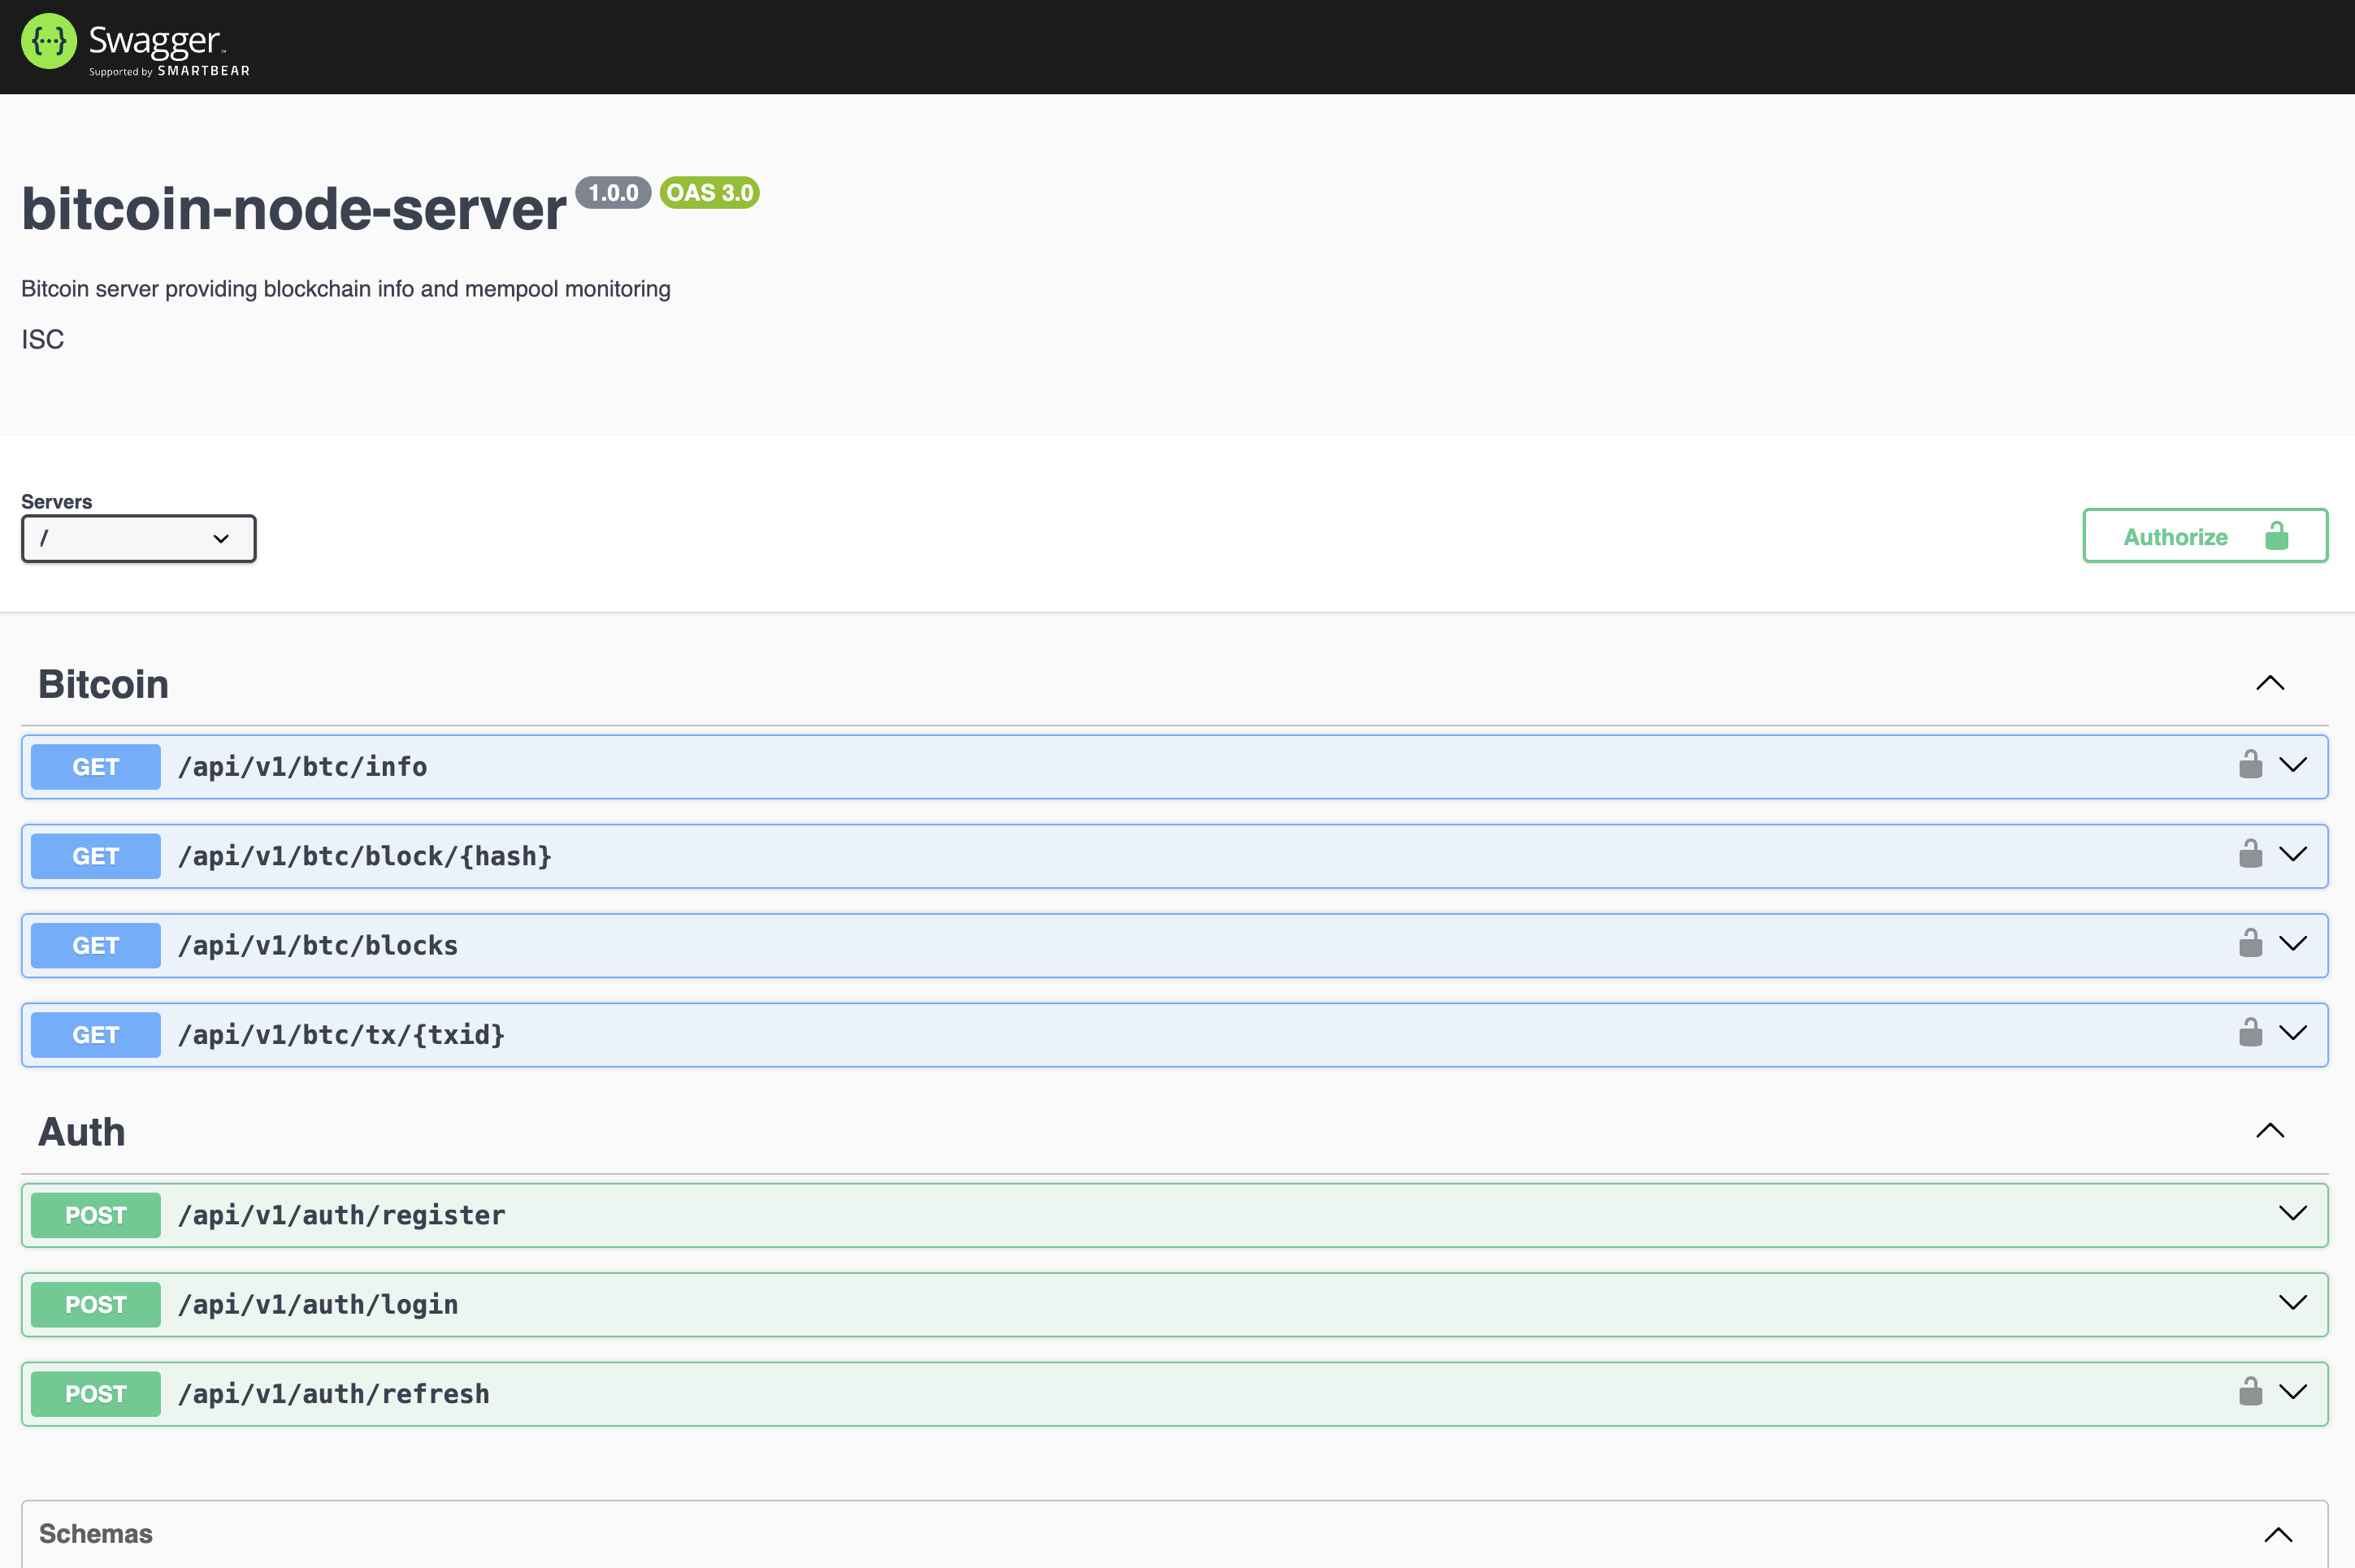 {···} Swagger™
Supported by SMARTBEAR
bitcoin-node-server 1.0.0 OAS 3.0
Bitcoin server providing blockchain info and mempool monitoring
ISC
Servers
/
Authorize
Bitcoin
GET /api/v1/btc/info
GET /api/v1/btc/block/{hash}
GET /api/v1/btc/blocks
GET /api/v1/btc/tx/{txid}
Auth
POST /api/v1/auth/register
POST /api/v1/auth/login
POST /api/v1/auth/refresh
Schemas